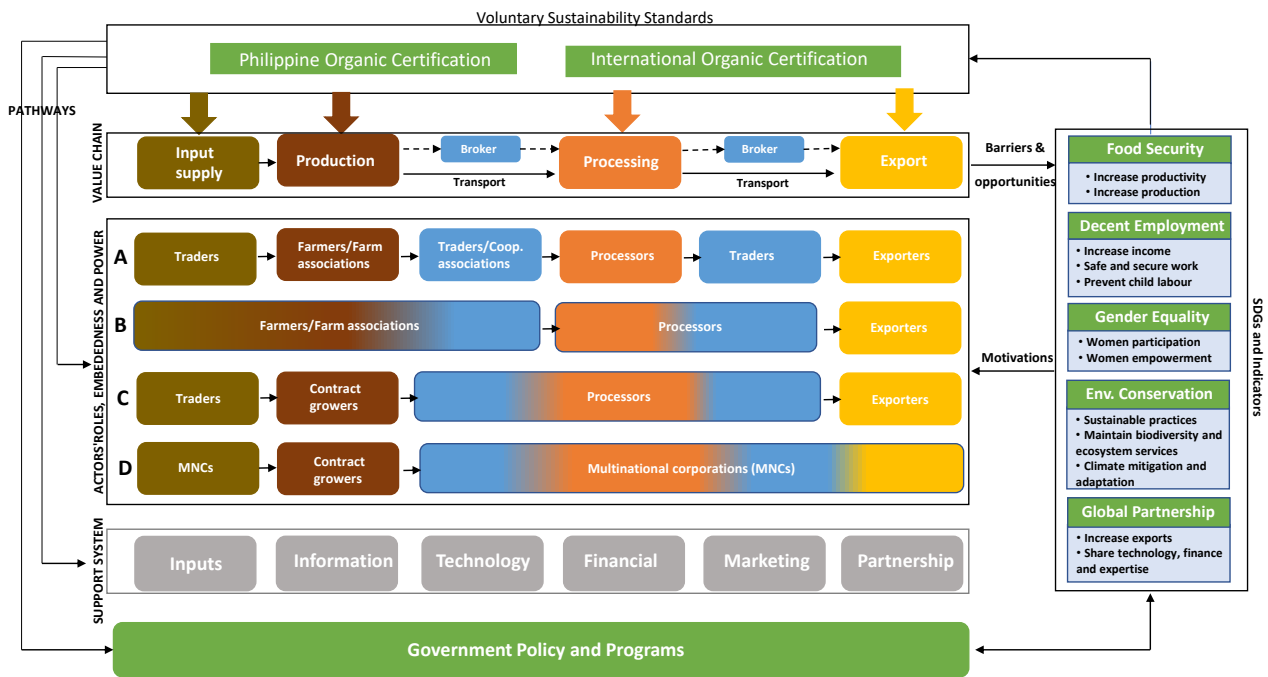 Voluntary Sustainability Standards
Philippine Organic Certification
International Organic Certification
PATHWAYS
VALUE CHAIN
Input
supply
Production
Broker
Transport
Processing
Broker
Transport
Export
Barriers &
opportunities
ACTORS'ROLES, EMBEDEDNESS AND POWER
A
Traders
Farmers/Farm
associations
Traders/Coop.
associations
Processors
Traders
Exporters
B
Farmers/Farm associations
Processors
Exporters
C
Traders
Contract
growers
Processors
Exporters
D
MNCs
Contract
growers
Multinational corporations (MNCs)
Motivations
SUPPORT SYSTEM
Inputs
Information
Technology
Financial
Marketing
Partnership
Government Policy and Programs
SDGs and Indicators
Food Security
• Increase productivity
• Increase production
Decent Employment
• Increase income
• Safe and secure work
• Prevent child labour
Gender Equality
• Women participation
• Women empowerment
Env. Conservation
• Sustainable practices
• Maintain biodiversity and
ecosystem services
• Climate mitigation and
adaptation
Global Partnership
• Increase exports
• Share technology, finance
and expertise